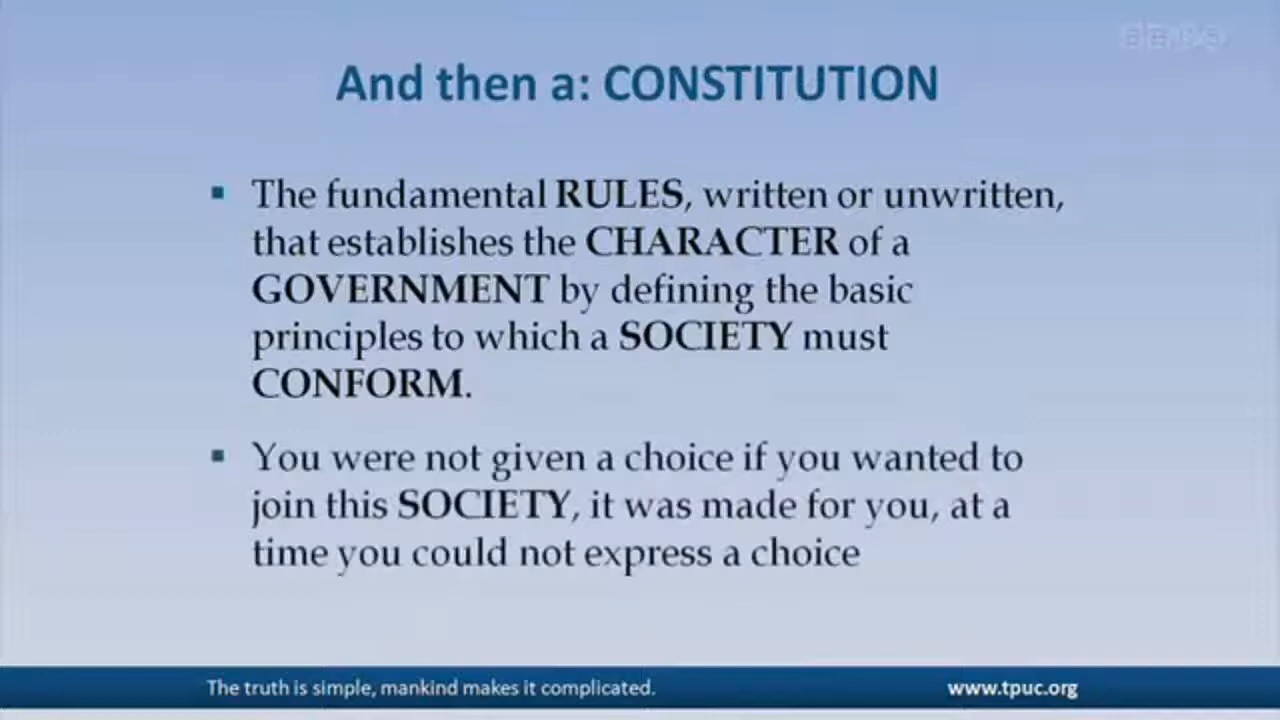 And then a: CONSTITUTION
The fundamental RULES, written or unwritten,
that establishes the CHARACTER of a
GOVERNMENT by defining the basic
principles to which a SOCIETY must
CONFORM.
You were not given a choice if you wanted to
join this SOCIETY, it was made for you, at a
time you could not express a choice
The truth is simple, mankind makes it complicated.
www.tpuc.org